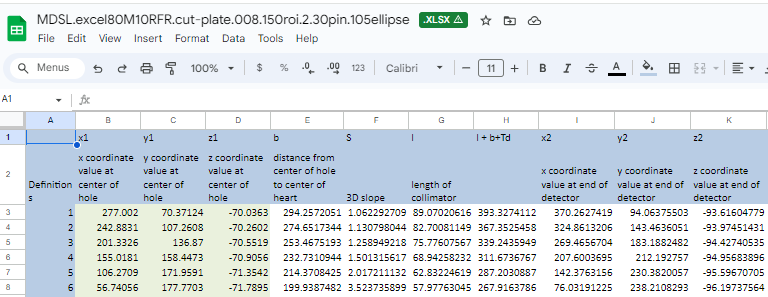 MDSL.excel80M10RFR.cut-plate.008.150roi.2.30pin.105ellipse .XLSX
File Edit View Insert Format Data Tools Help
Menus 100% $ % .0 .00 123 Calibri 11 B I S A
A1 fx
A B C D E F G H I J K
1 x1 y1 z1 b S l l + b+Td x2 y2 z2
2 Definitions x coordinate value at center of hole y coordinate value at center of hole z coordinate value at center of hole distance from center of hole to center of heart 3D slope length of collimator x coordinate value at end of detector y coordinate value at end of detector z coordinate value at end of detector
3 1 277.002 70.37124 -70.0363 294.2572051 1.062292709 89.07020616 393.3274112 370.2627419 94.06375503 -93.61604779
4 2 242.8831 107.2608 -70.2602 274.6517344 1.130798044 82.70081149 367.3525458 324.8613206 143.4636051 -93.97451431
5 3 201.3326 136.87 -70.5519 253.4675193 1.258949218 75.77607567 339.2435949 269.4656704 183.1882482 -94.42740535
6 4 155.0181 158.4473 -70.9056 232.7310944 1.501315617 68.94258232 311.6736767 207.6003695 212.192757 -94.95683896
7 5 106.2709 171.9591 -71.3542 214.3708425 2.017211132 62.83224619 287.2030887 142.3763156 230.3820057 -95.59670705
8 6 56.74056 177.7703 -71.7895 199.9387482 3.523735899 57.97763045 267.9163786 76.03191225 238.2108293 -96.19737564